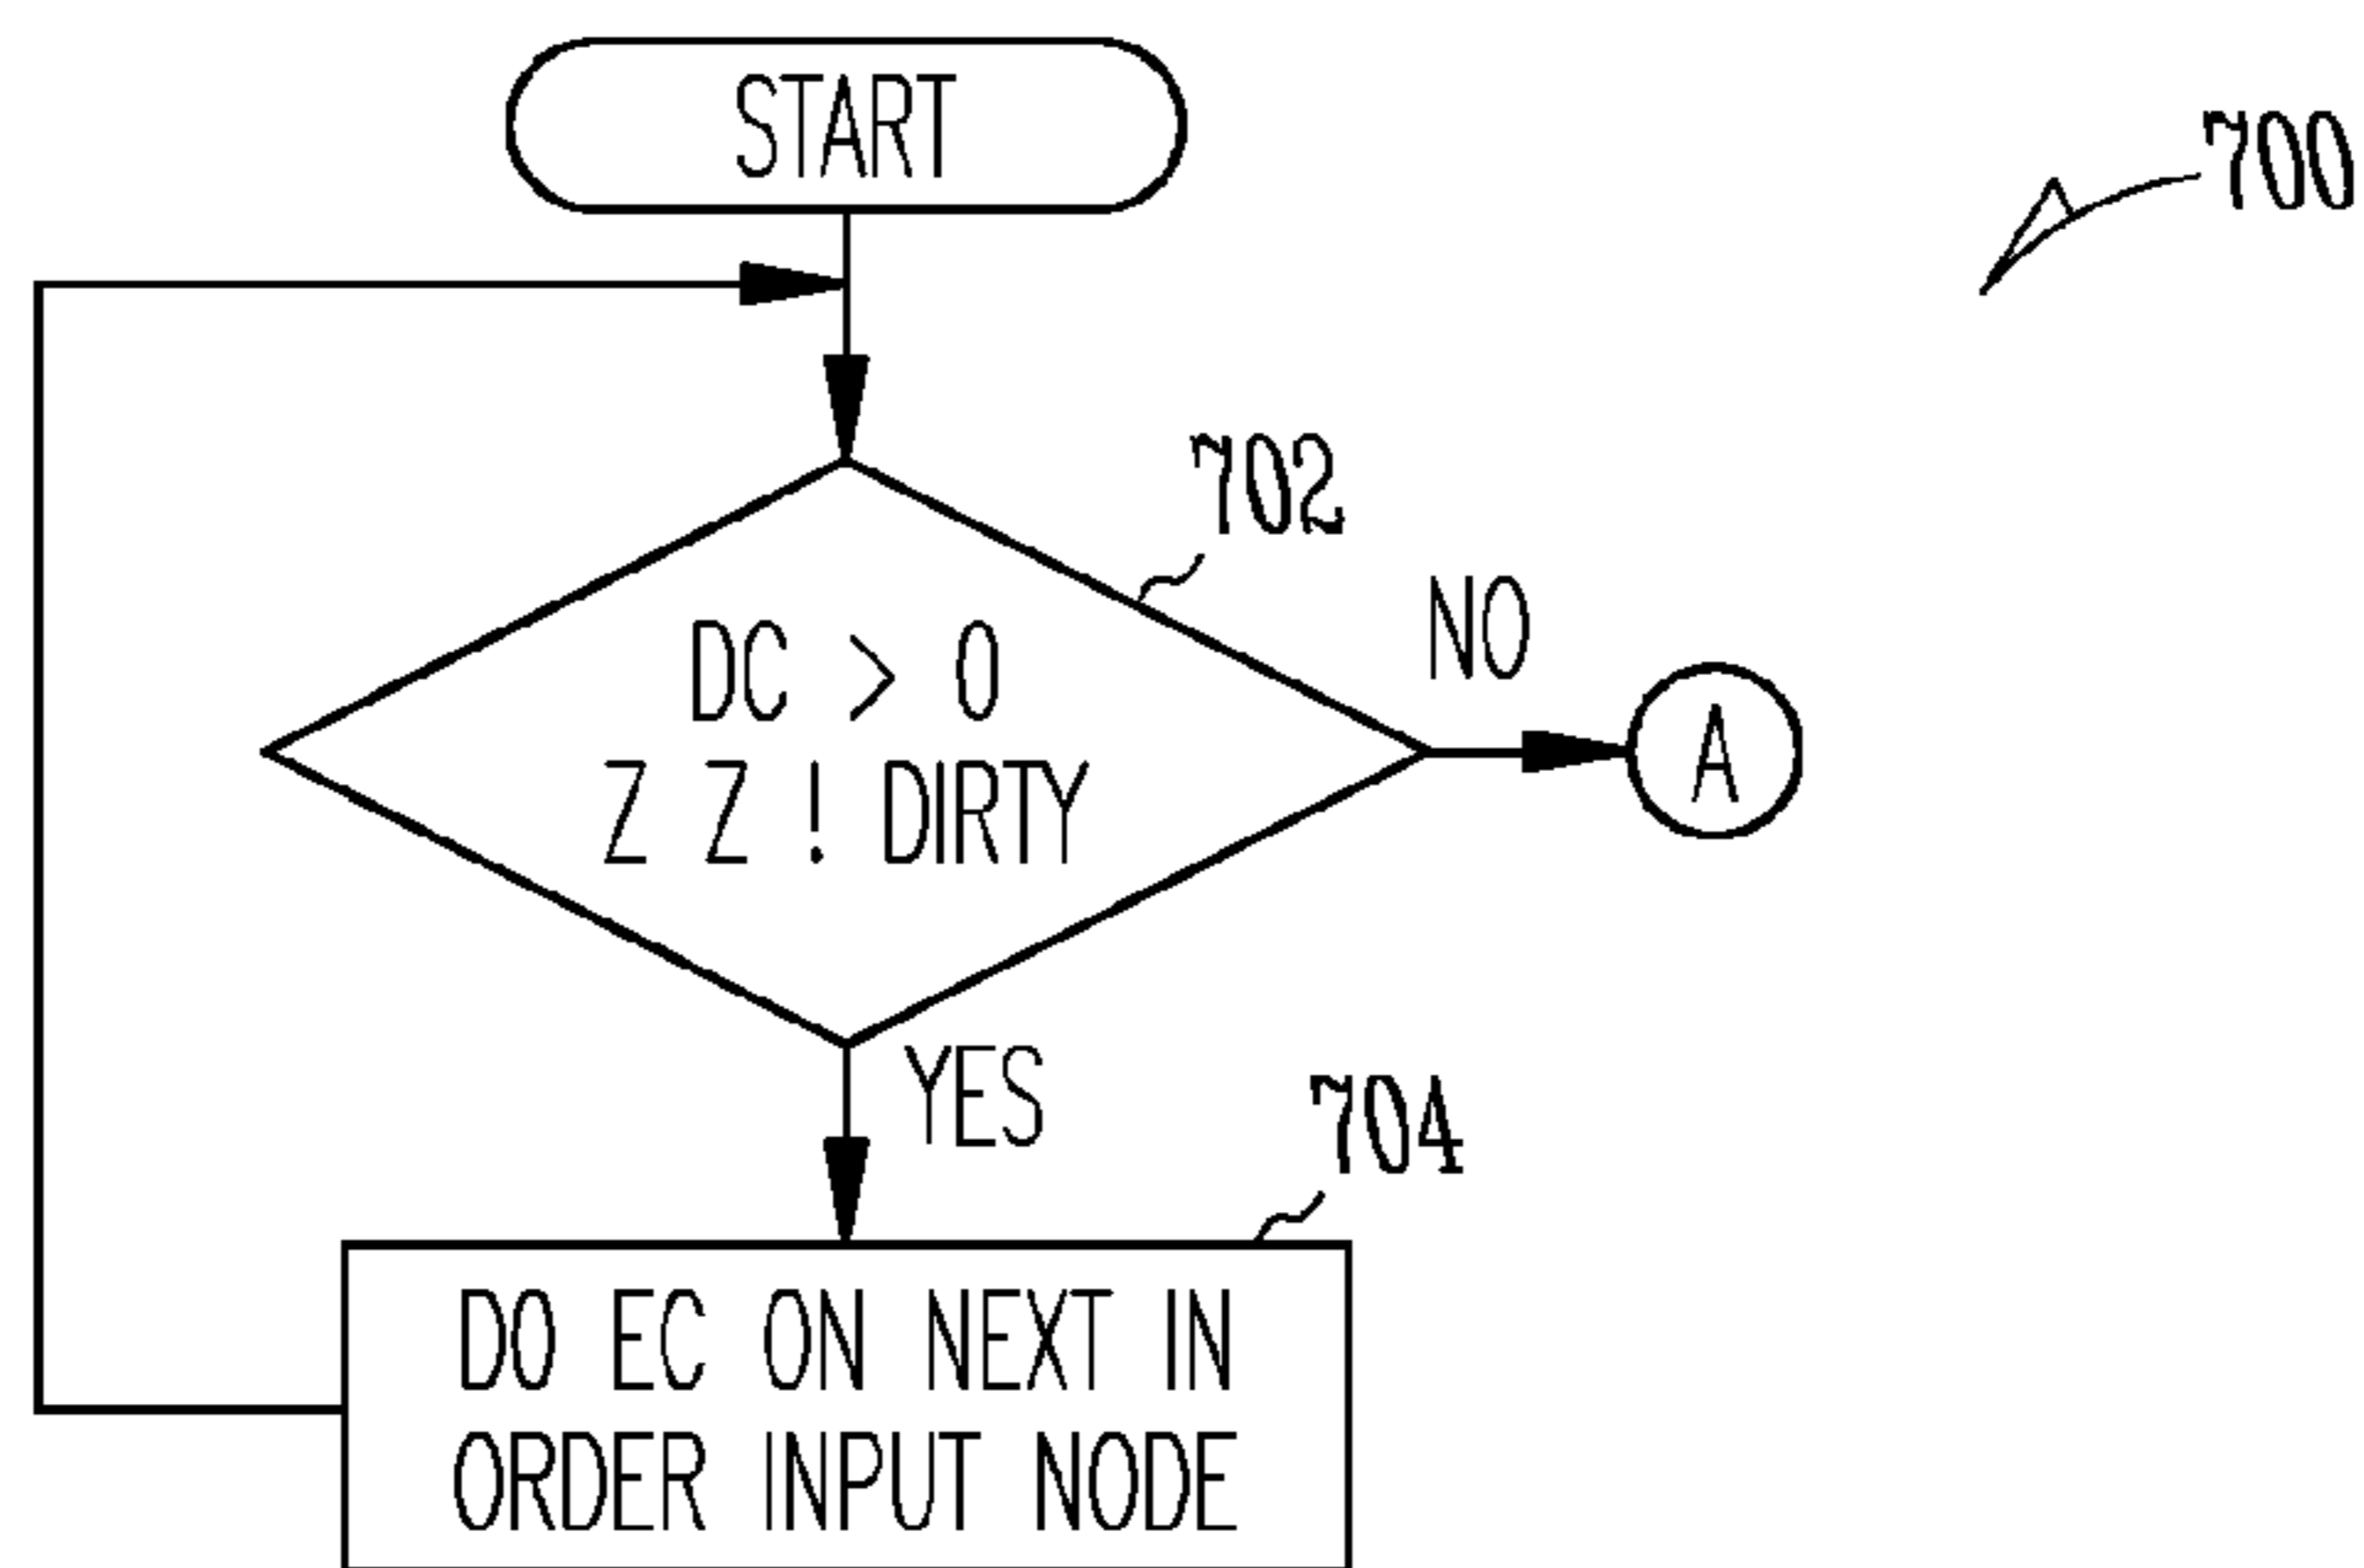 START
700
702
DC > 0
Z Z ! DIRTY
NO
A
YES
704
DO EC ON NEXT IN
ORDER INPUT NODE